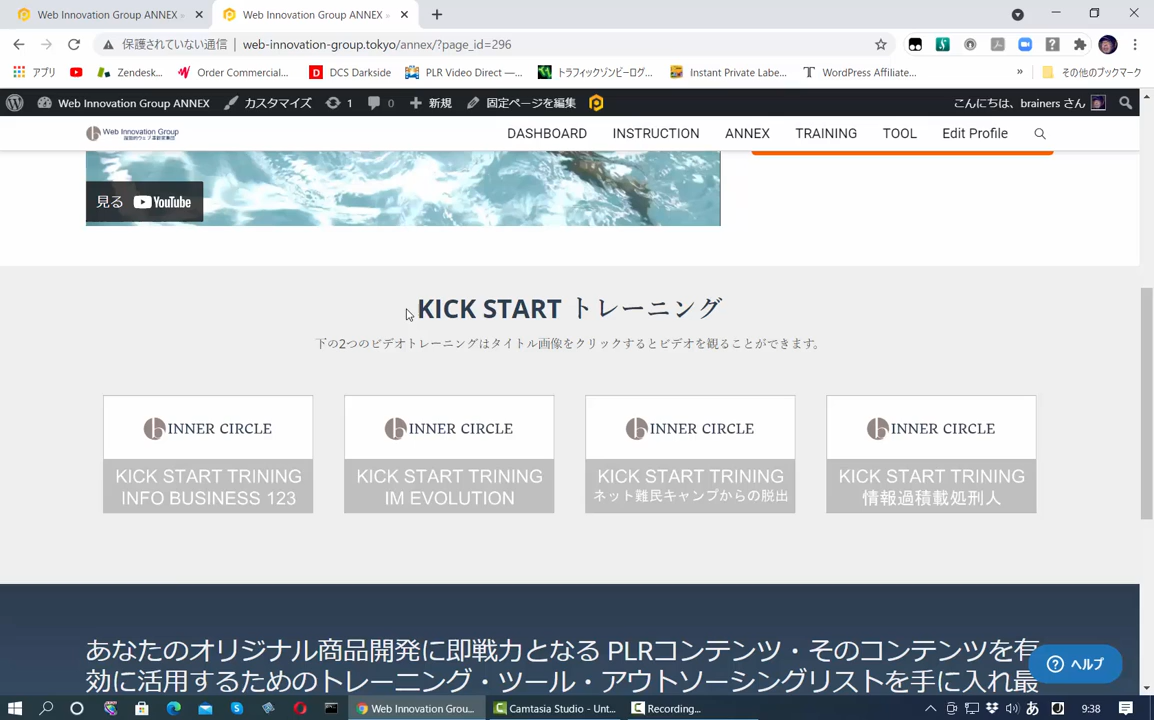 Web Innovation Group ANNEX
Web Innovation Group ANNEX
保護されていない通信
web-innovation-group.tokyo/annex/?page_id=296
アプリ
Zendesk...
Order Commercial...
DCS Darkside
PLR Video Direct —...
トラフィックゾンビーログ...
Instant Private Labe...
WordPress Affiliate...
»
その他のブックマーク
Web Innovation Group ANNEX
カスタマイズ
1
0
新規
固定ページを編集
こんにちは、brainers さん
Web Innovation Group
DASHBOARD
INSTRUCTION
ANNEX
TRAINING
TOOL
Edit Profile
見る YouTube
KICK START トレーニング
下の2つのビデオトレーニングはタイトル画像をクリックするとビデオを観ることができます。
INNER CIRCLE
KICK START TRINING
INFO BUSINESS 123
INNER CIRCLE
KICK START TRINING
IM EVOLUTION
INNER CIRCLE
KICK START TRINING
ネット難民キャンプからの脱出
INNER CIRCLE
KICK START TRINING
情報過積載処刑人
あなたのオリジナル商品開発に即戦力となる PLRコンテンツ・そのコンテンツを有
効に活用するためのトレーニング・ツール・アウトソーシングリストを手に入れ最
ヘルプ
Web Innovation Grou...
Camtasia Studio - Unt...
Recording...
あ
9:38